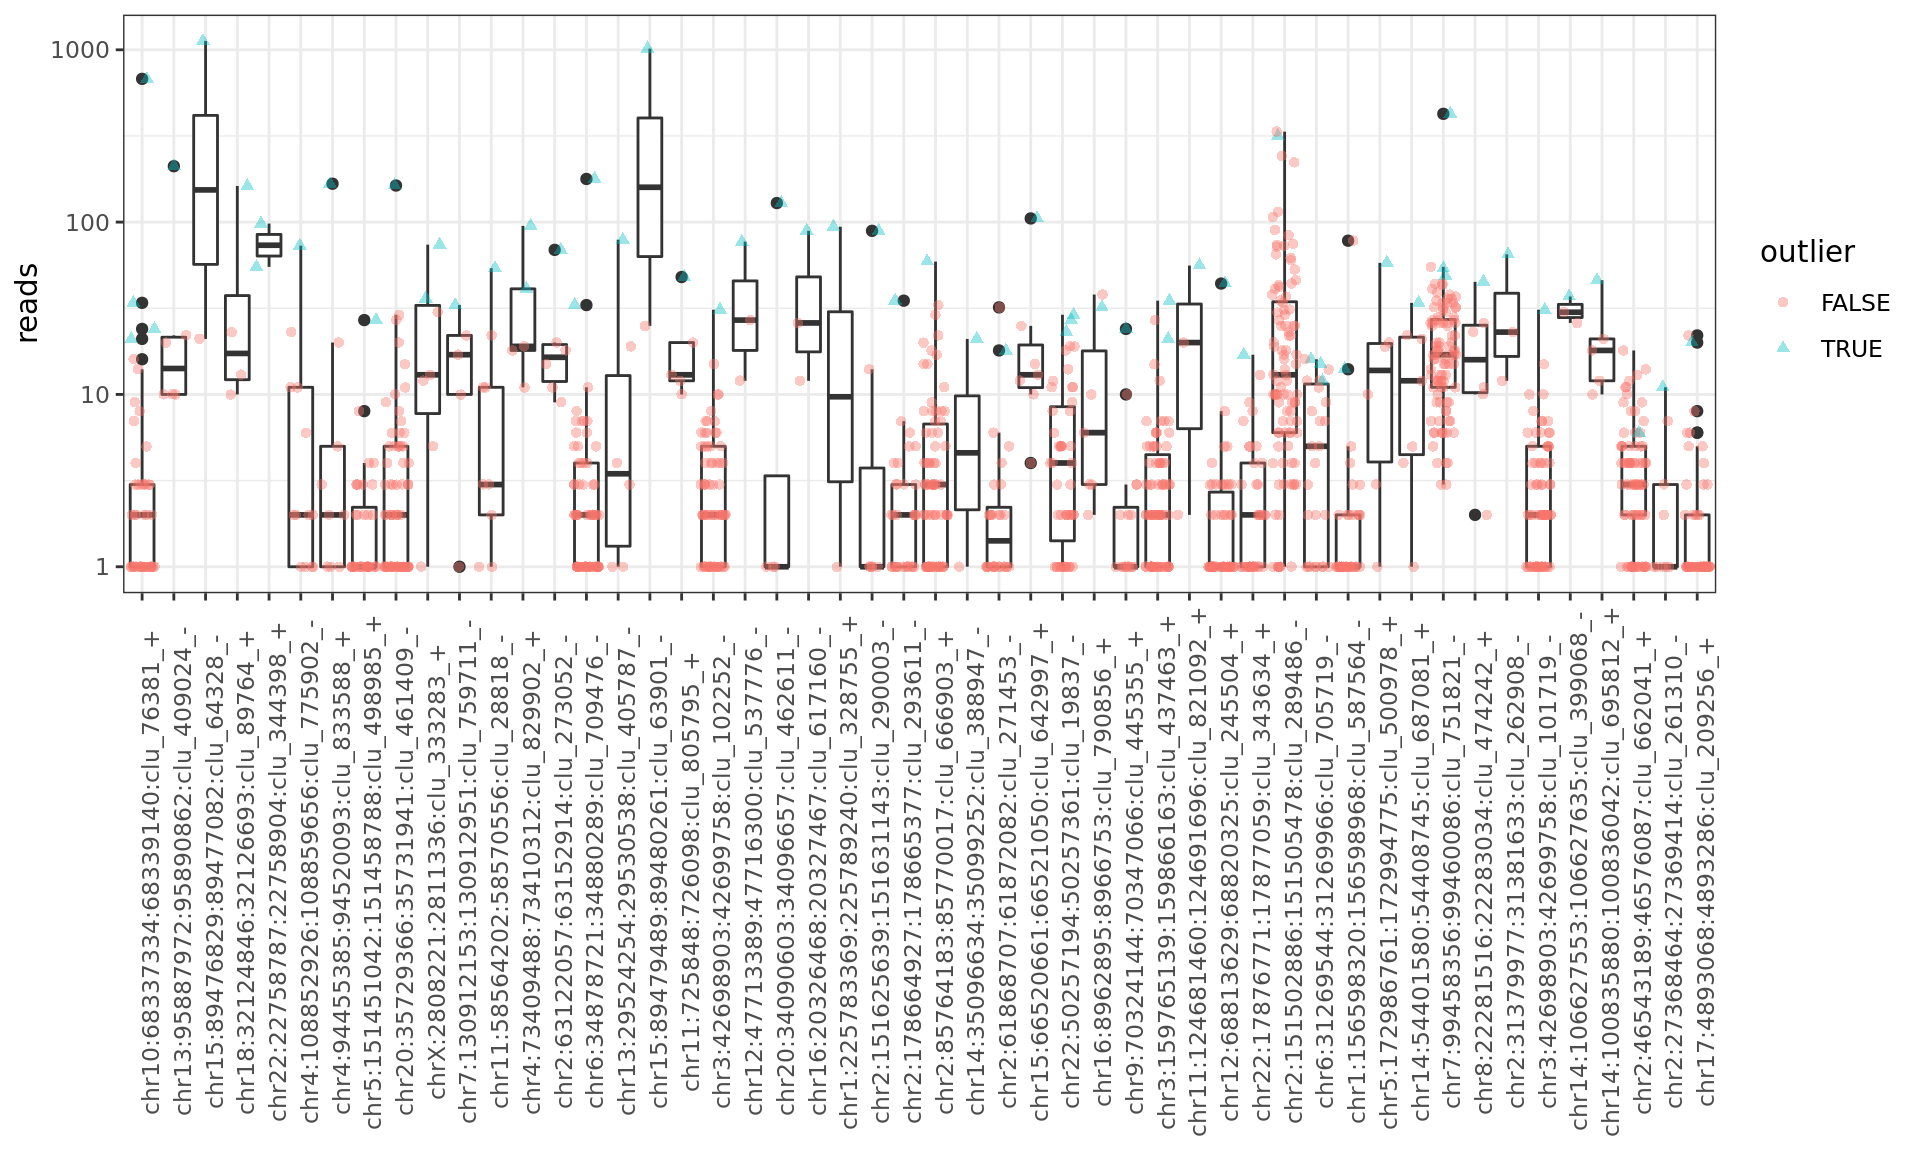 reads
1000
100
10
1
chr10:68337334:68339140:clu_76381_+
chr13:95887972:95890862:clu_409024_-
chr15:89476829:89477082:clu_64328_-
chr18:32124846:32126693:clu_89764_+
chr22:22758787:22758904:clu_344398_+
chr4:108852926:108859656:clu_775902_-
chr4:94455385:94520093:clu_833588_+
chr5:151451042:151458788:clu_498985_+
chr20:35729366:35731941:clu_461409_-
chrX:2808221:2811336:clu_333283_+
chr7:130912153:130912951:clu_759711_-
chr11:58564202:58570556:clu_28818_-
chr4:73409488:73410312:clu_829902_+
chr2:63122057:63152914:clu_273052_-
chr6:34878721:34880289:clu_709476_-
chr13:29524254:29530538:clu_405787_-
chr15:89479489:89480261:clu_63901_-
chr11:7225848:7226098:clu_805795_+
chr3:42698903:42699758:clu_102252_-
chr12:47713389:47716300:clu_537776_-
chr20:34090603:34096657:clu_462611_-
chr16:20326468:20327467:clu_617160_-
chr1:225783369:225789240:clu_328755_+
chr2:151625639:151631143:clu_290003_-
chr2:178664927:178665377:clu_293611_-
chr2:85764183:85770017:clu_666903_+
chr14:35096634:35099252:clu_388947_-
chr2:61868707:61872082:clu_271453_-
chr15:66520661:66521050:clu_642997_+
chr22:50257194:50257361:clu_19837_-
chr16:8962895:8966753:clu_790856_+
chr9:70324144:70347066:clu_445355_+
chr3:159765139:159866163:clu_437463_+
chr11:124681460:124691696:clu_821092_+
chr12:68813629:68820325:clu_245504_+
chr22:17876771:17877059:clu_343634_+
chr2:151502886:151505478:clu_289486_-
chr6:31269544:31269966:clu_705719_-
chr1:156598320:156598968:clu_587564_-
chr5:172986761:172994775:clu_500978_+
chr14:54401580:54408745:clu_687081_+
chr7:99458356:99460086:clu_751821_-
chr8:22281516:22283034:clu_474242_+
chr2:31379977:31381633:clu_262908_-
chr3:42698903:42699758:clu_101719_-
chr14:106627553:106627635:clu_399068_-
chr14:100835880:100836042:clu_695812_+
chr2:46543189:46576087:clu_662041_+
chr2:27368464:27369414:clu_261310_-
chr17:4893068:4893286:clu_209256_+
outlier
FALSE
TRUE